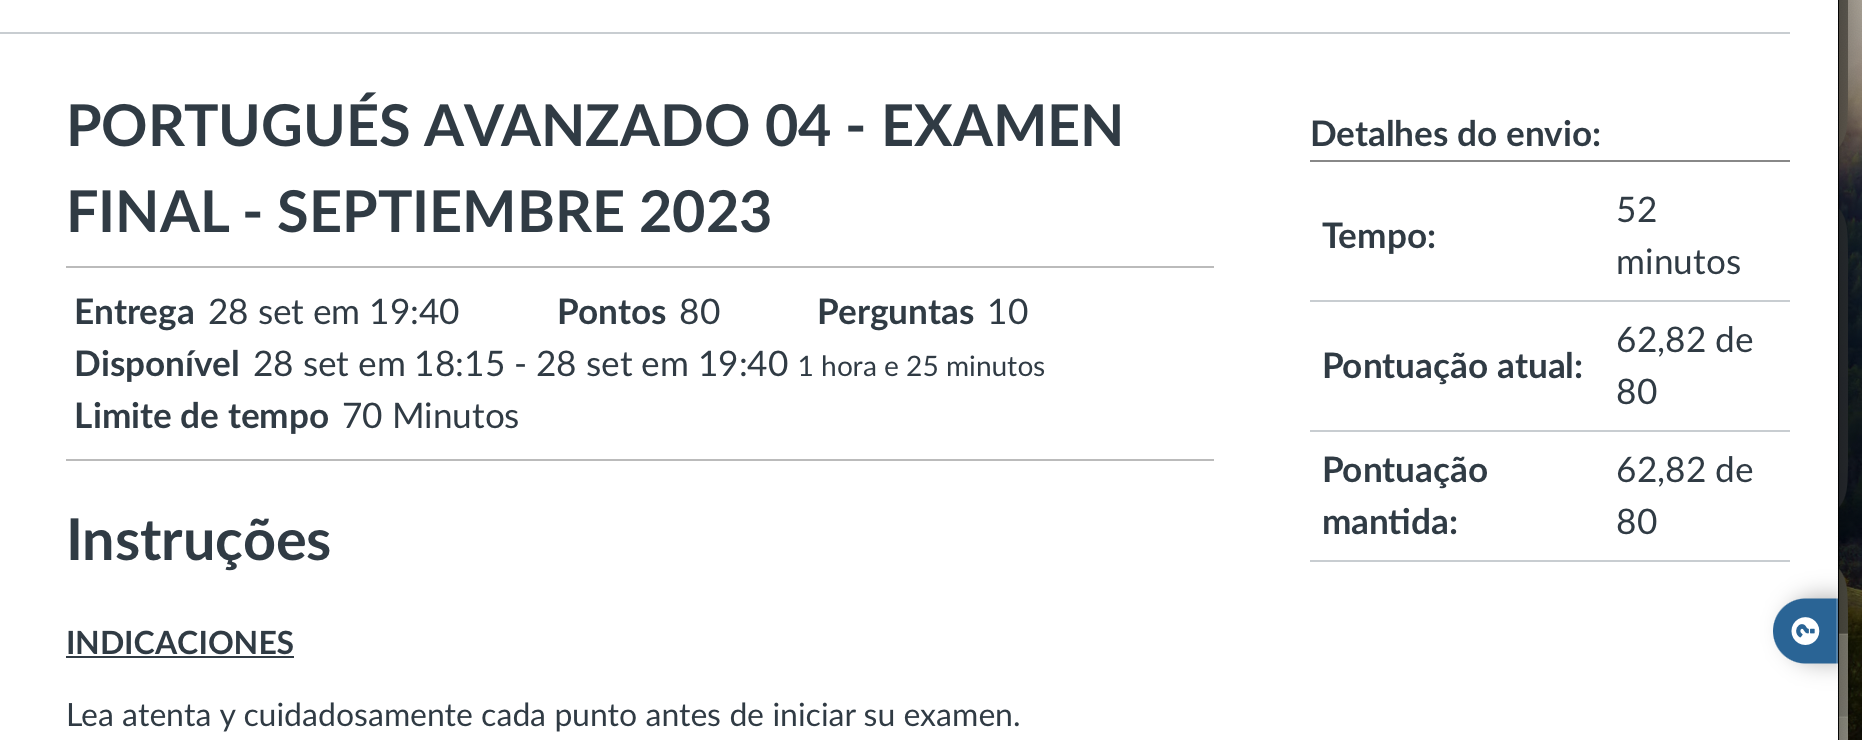 PORTUGUÉS AVANZADO 04 - EXAMEN
FINAL - SEPTIEMBRE 2023
Entrega 28 set em 19:40 Pontos 80 Perguntas 10
Disponível 28 set em 18:15 - 28 set em 19:40 1 hora e 25 minutos
Limite de tempo 70 Minutos
Instruções
INDICACIONES
Lea atenta y cuidadosamente cada punto antes de iniciar su examen.
Detalhes do envio:
Tempo: 52
minutos
Pontuação atual: 62,82 de
80
Pontuação 62,82 de
mantida: 80